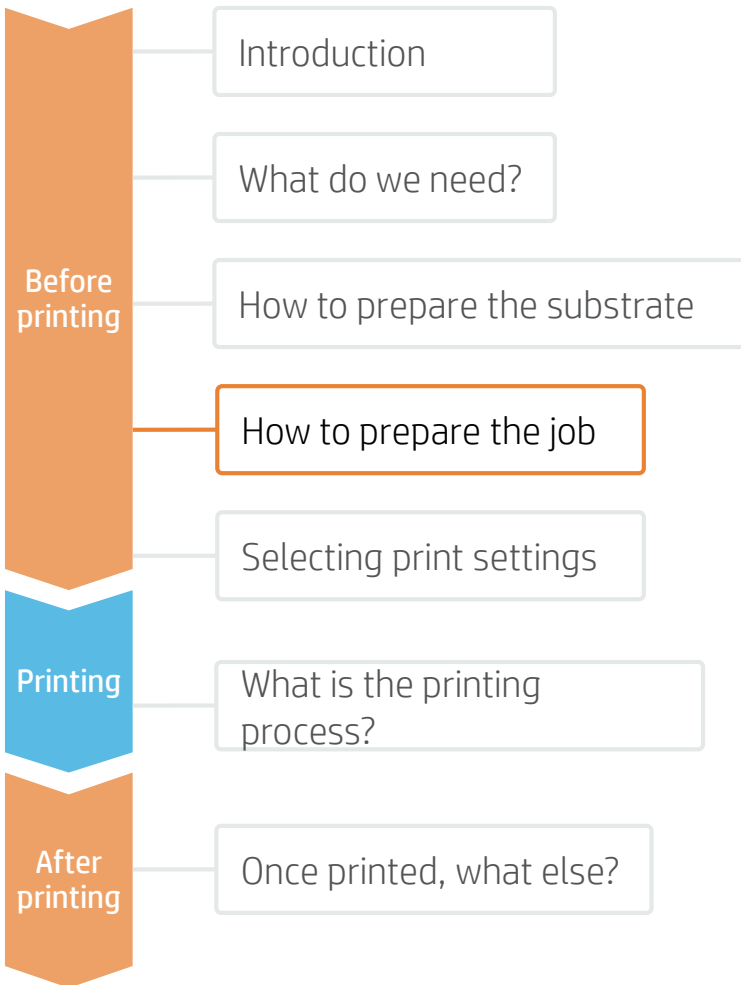 Introduction
What do we need?
Before
printing
How to prepare the substrate
How to prepare the job
Selecting print settings
Printing
What is the printing
process?
After
printing
Once printed, what else?